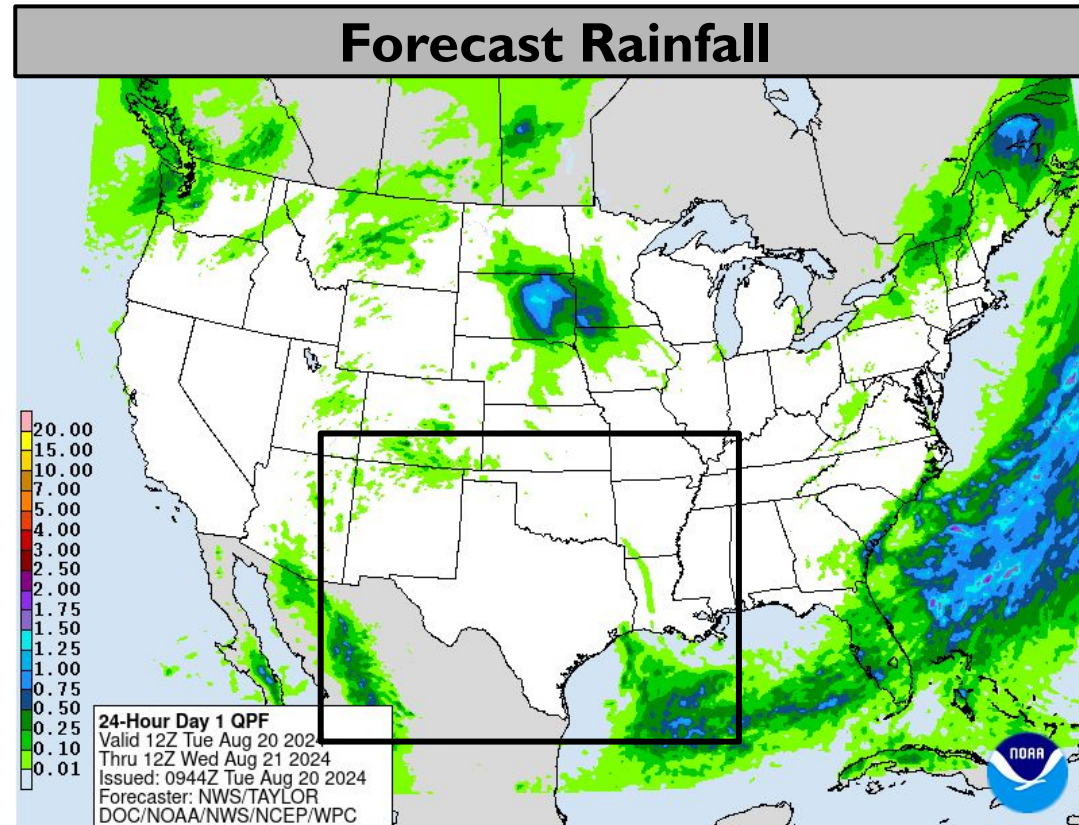 Forecast Rainfall
20.00
15.00
10.00
7.00
5.00
4.00
3.00
2.50
2.00
1.75
1.50
1.25
1.00
0.75
0.50
0.25
0.10
0.01
24-Hour Day 1 QPF
Valid 12Z Tue Aug 20 2024
Thru 12Z Wed Aug 21 2024
Issued: 0944Z Tue Aug 20 2024
Forecaster: NWS/TAYLOR
DOC/NOAA/NWS/NCEP/WPC
NOAA